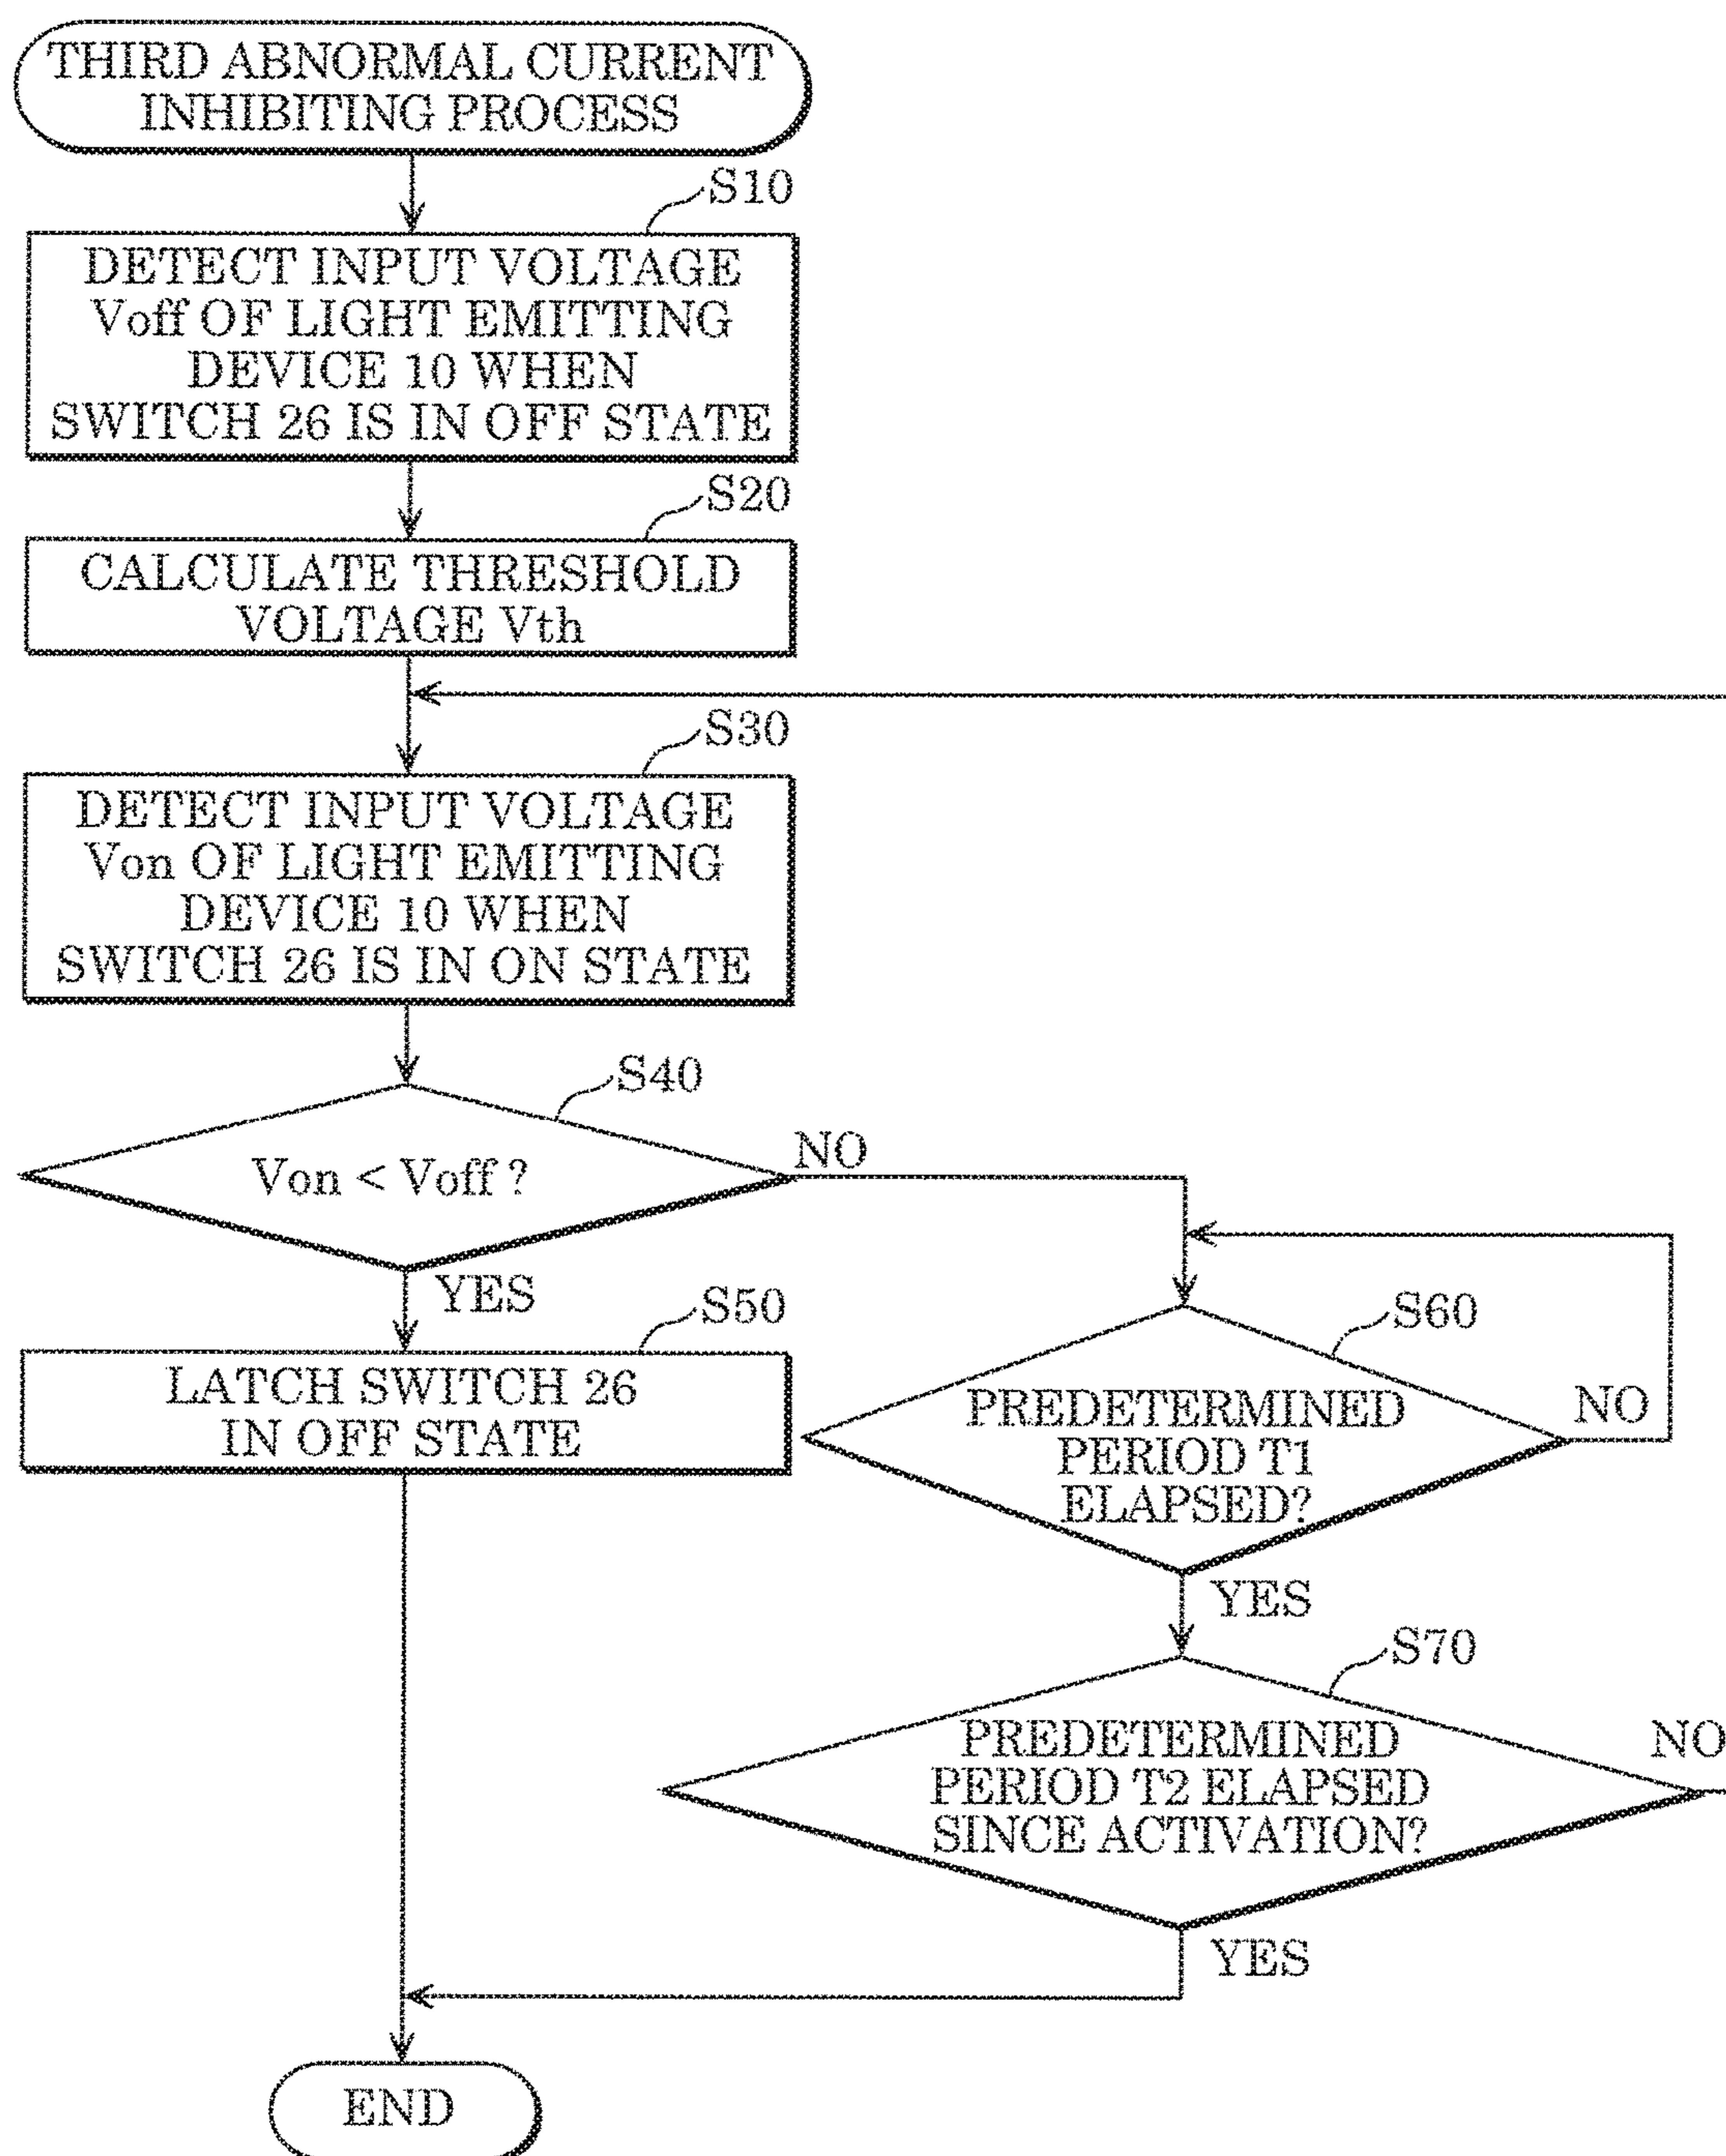 THIRD ABNORMAL CURRENT
INHIBITING PROCESS
S10
DETECT INPUT VOLTAGE
Voff OF LIGHT EMITTING
DEVICE 10 WHEN
SWITCH 26 IS IN OFF STATE
S20
CALCULATE THRESHOLD
VOLTAGE Vth
S30
DETECT INPUT VOLTAGE
Von OF LIGHT EMITTING
DEVICE 10 WHEN
SWITCH 26 IS IN ON STATE
S40
Von < Voff ?
NO
YES
S50
LATCH SWITCH 26
IN OFF STATE
S60
PREDETERMINED
PERIOD T1
ELAPSED?
NO
YES
S70
PREDETERMINED
PERIOD T2 ELAPSED
SINCE ACTIVATION?
NO
YES
END